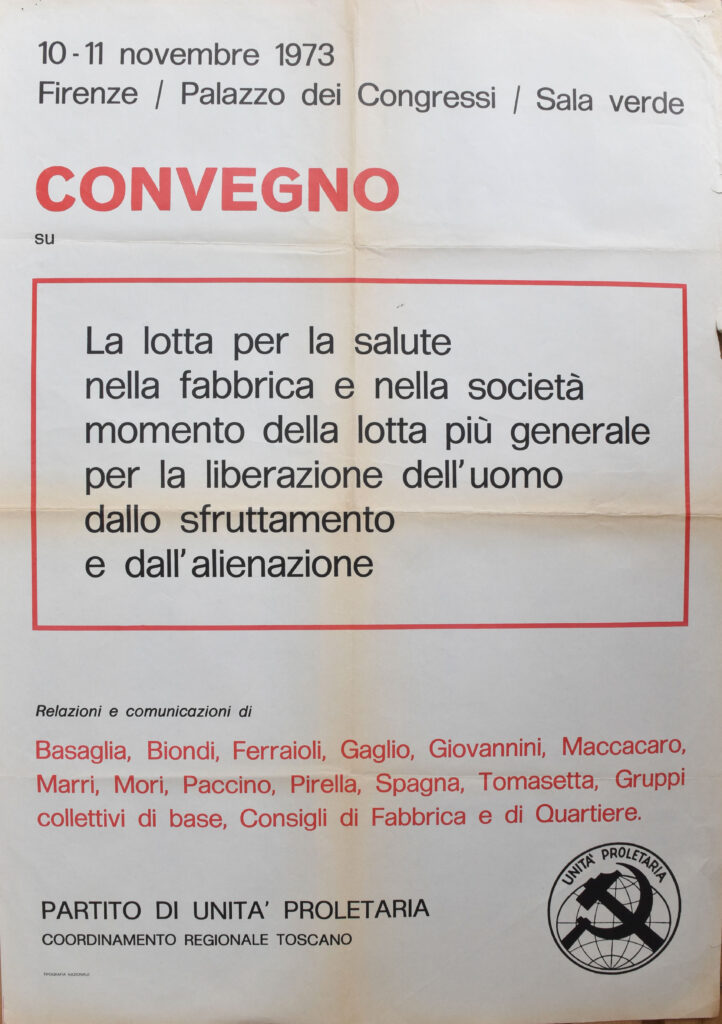 10-11 novembre 1973
Firenze / Palazzo dei Congressi / Sala verde
CONVEGNO
su
La lotta per la salute
nella fabbrica e nella società
momento della lotta più generale
per la liberazione dell'uomo
dallo sfruttamento
e dall'alienazione
Relazioni e comunicazioni di
Basaglia, Biondi, Ferraioli, Gaglio, Giovannini, Maccacaro,
Marri, Mori, Paccino, Pirella, Spagna, Tomasetta, Gruppi
collettivi di base, Consigli di Fabbrica e di Quartiere.
UNITA' PROLETARIA
PARTITO DI UNITA' PROLETARIA
COORDINAMENTO REGIONALE TOSCANO
TIPOGRAFIA NAZIONALE